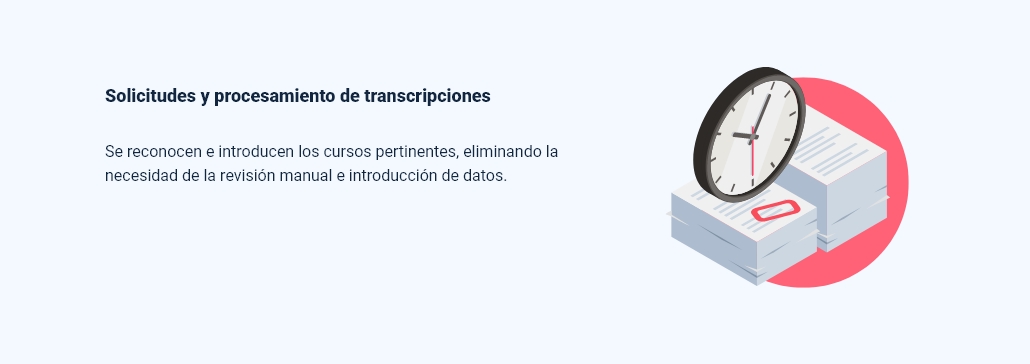 Solicitudes y procesamiento de transcripciones
Se reconocen e introducen los cursos pertinentes, eliminando la
necesidad de la revisión manual e introducción de datos.